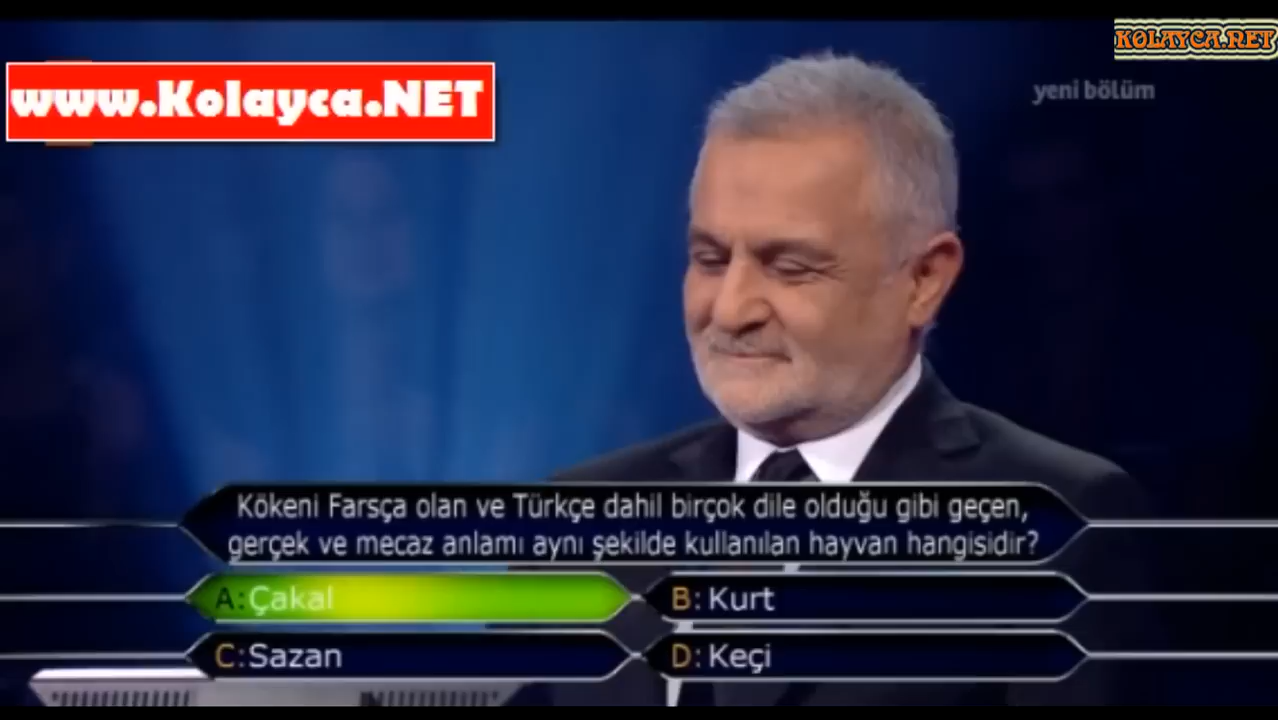 KOLAYCA.NET
www.Kolayca.NET
yeni bölüm
Kökeni Farsça olan ve Türkçe dahil birçok dile olduğu gibi geçen,
gerçek ve mecaz anlamı aynı şekilde kullanılan hayvan hangisidir?
A: Çakal
B: Kurt
C: Sazan
D: Keçi